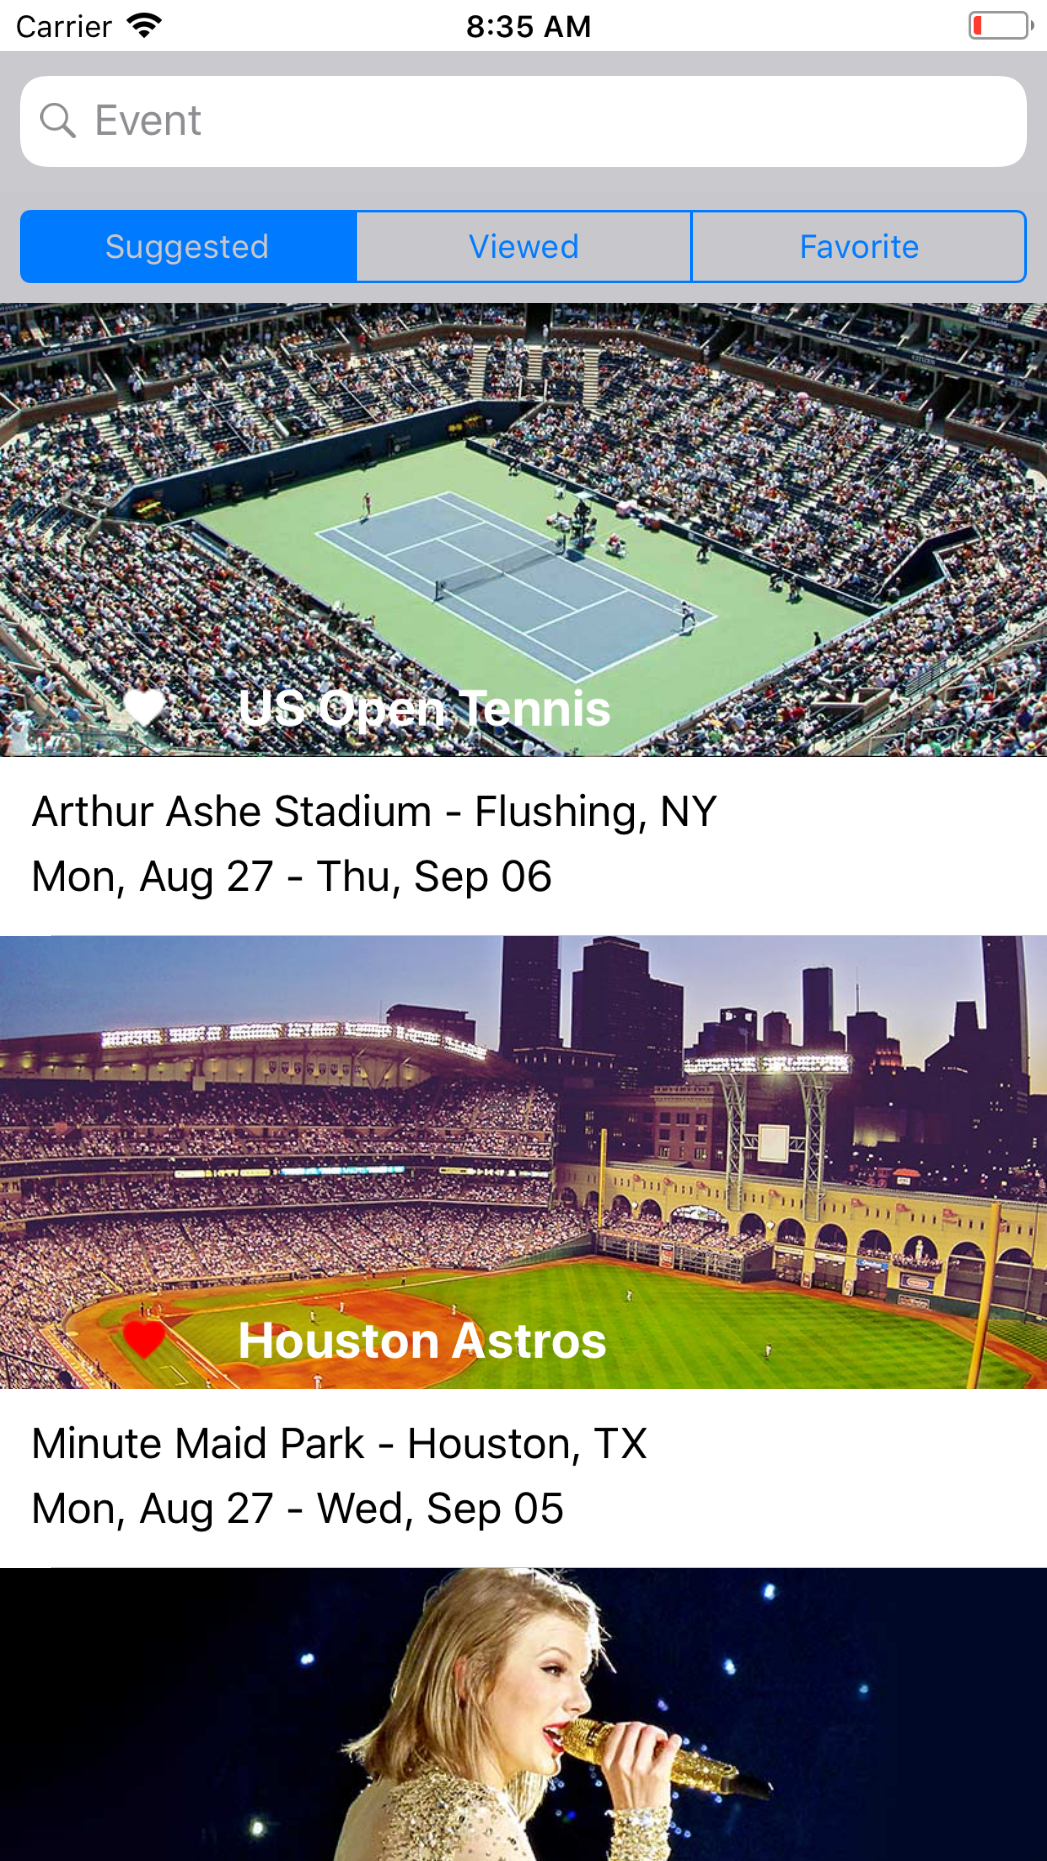 Carrier 8:35 AM
Event
Suggested Viewed Favorite
US Open Tennis
Arthur Ashe Stadium - Flushing, NY
Mon, Aug 27 - Thu, Sep 06
Houston Astros
Minute Maid Park - Houston, TX
Mon, Aug 27 - Wed, Sep 05